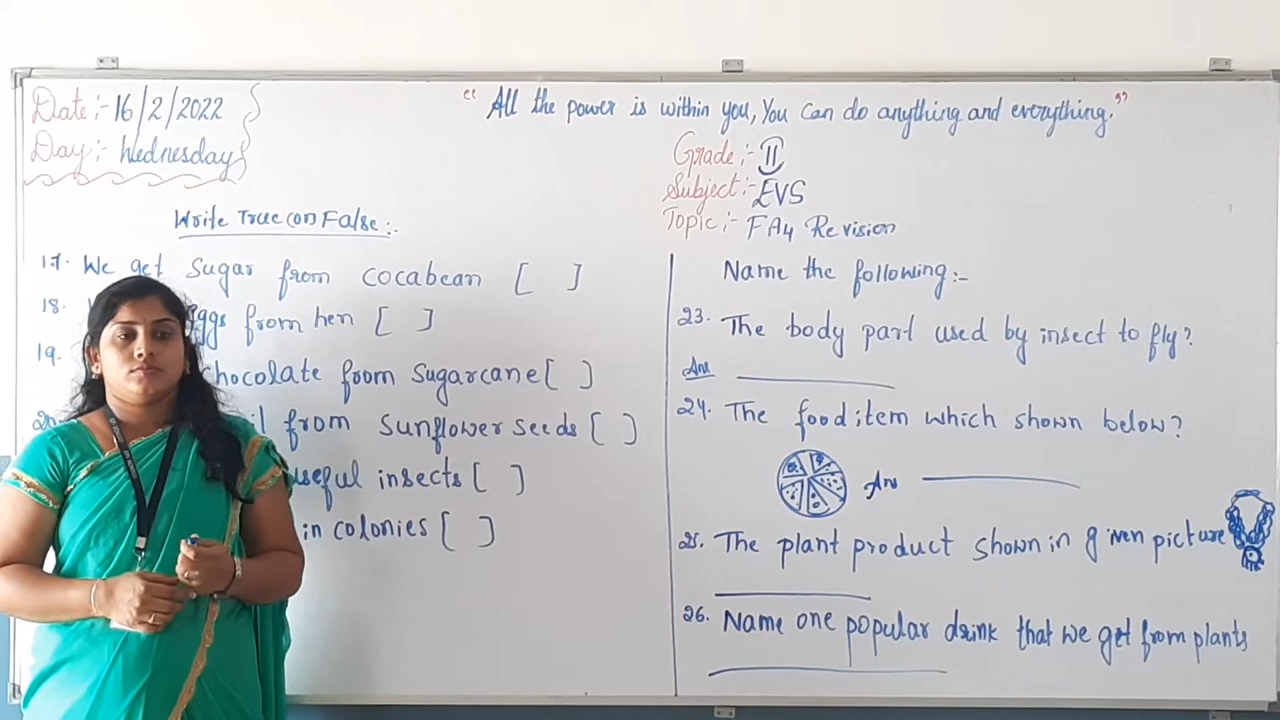 Date:- 16/2/2022
Day:- Wednesday
"All the power is within you, You can do anything and everything."
Grade:- II
Subject:- EVS
Topic:- FA4 Revision
Write True (or) False:-
17. We get sugar from cocabean [ ]
18. eggs from hen [ ]
19. chocolate from sugarcane [ ]
20. from sunflower seeds [ ]
useful insects [ ]
in colonies [ ]
Name the following:-
23. The body part used by insect to fly?
Ans
24. The food item which shown below?
Ans
25. The plant product shown in given picture
26. Name one popular drink that we get from plants